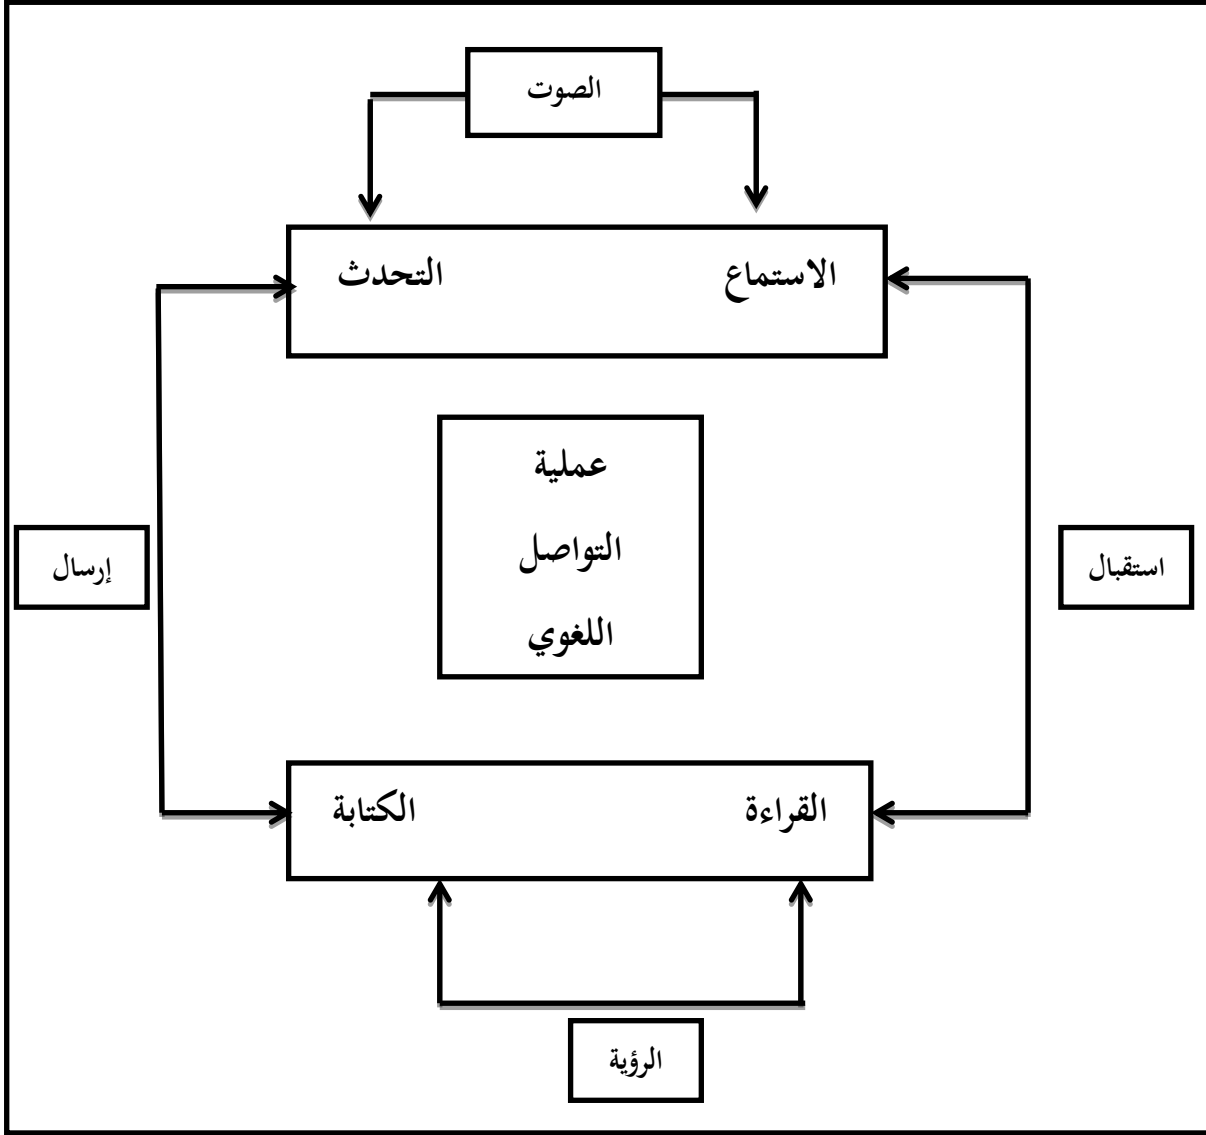 الصوت
الاستماع التحدث
عملية
التواصل
اللغوي
استقبال
إرسال
القراءة الكتابة
الرؤية